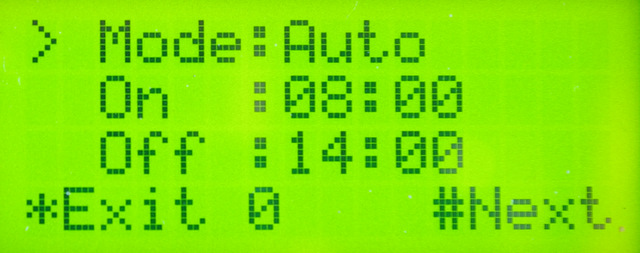 > Mode:Auto
On :08:00
Off :14:00
*Exit 0 #Next